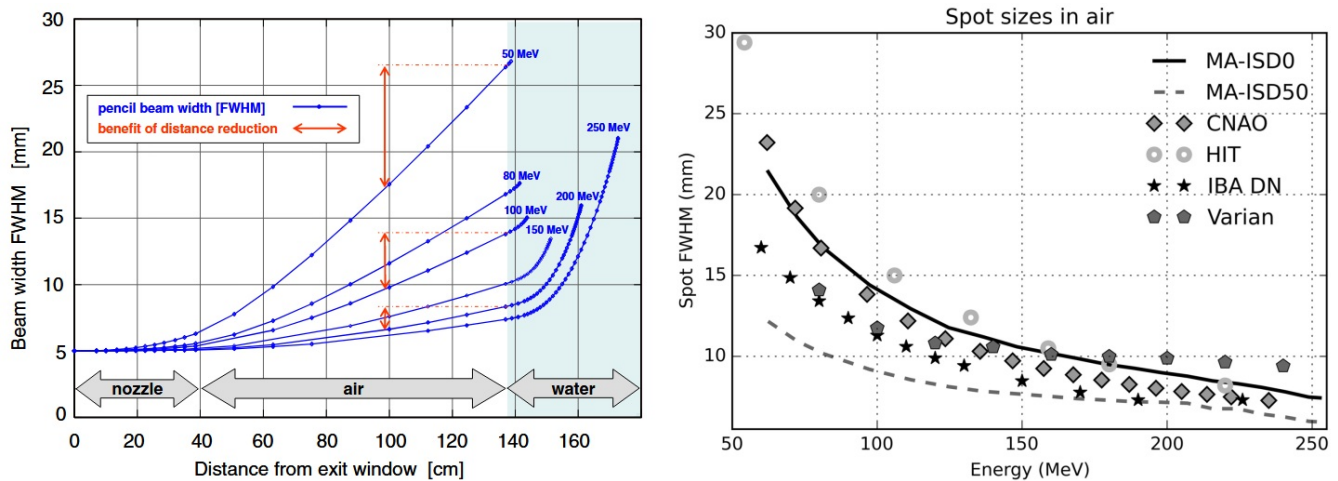 30
25
20
15
10
5
0
Beam width FWHM [mm]
pencil beam width [FWHM]
benefit of distance reduction
50 MeV
80 MeV
100 MeV
150 MeV
200 MeV
250 MeV
nozzle
air
water
0 20 40 60 80 100 120 140 160
Distance from exit window [cm]
Spot sizes in air
30
25
20
15
10
Spot FWHM (mm)
MA-ISD0
MA-ISD50
CNAO
HIT
IBA DN
Varian
50 100 150 200 250
Energy (MeV)